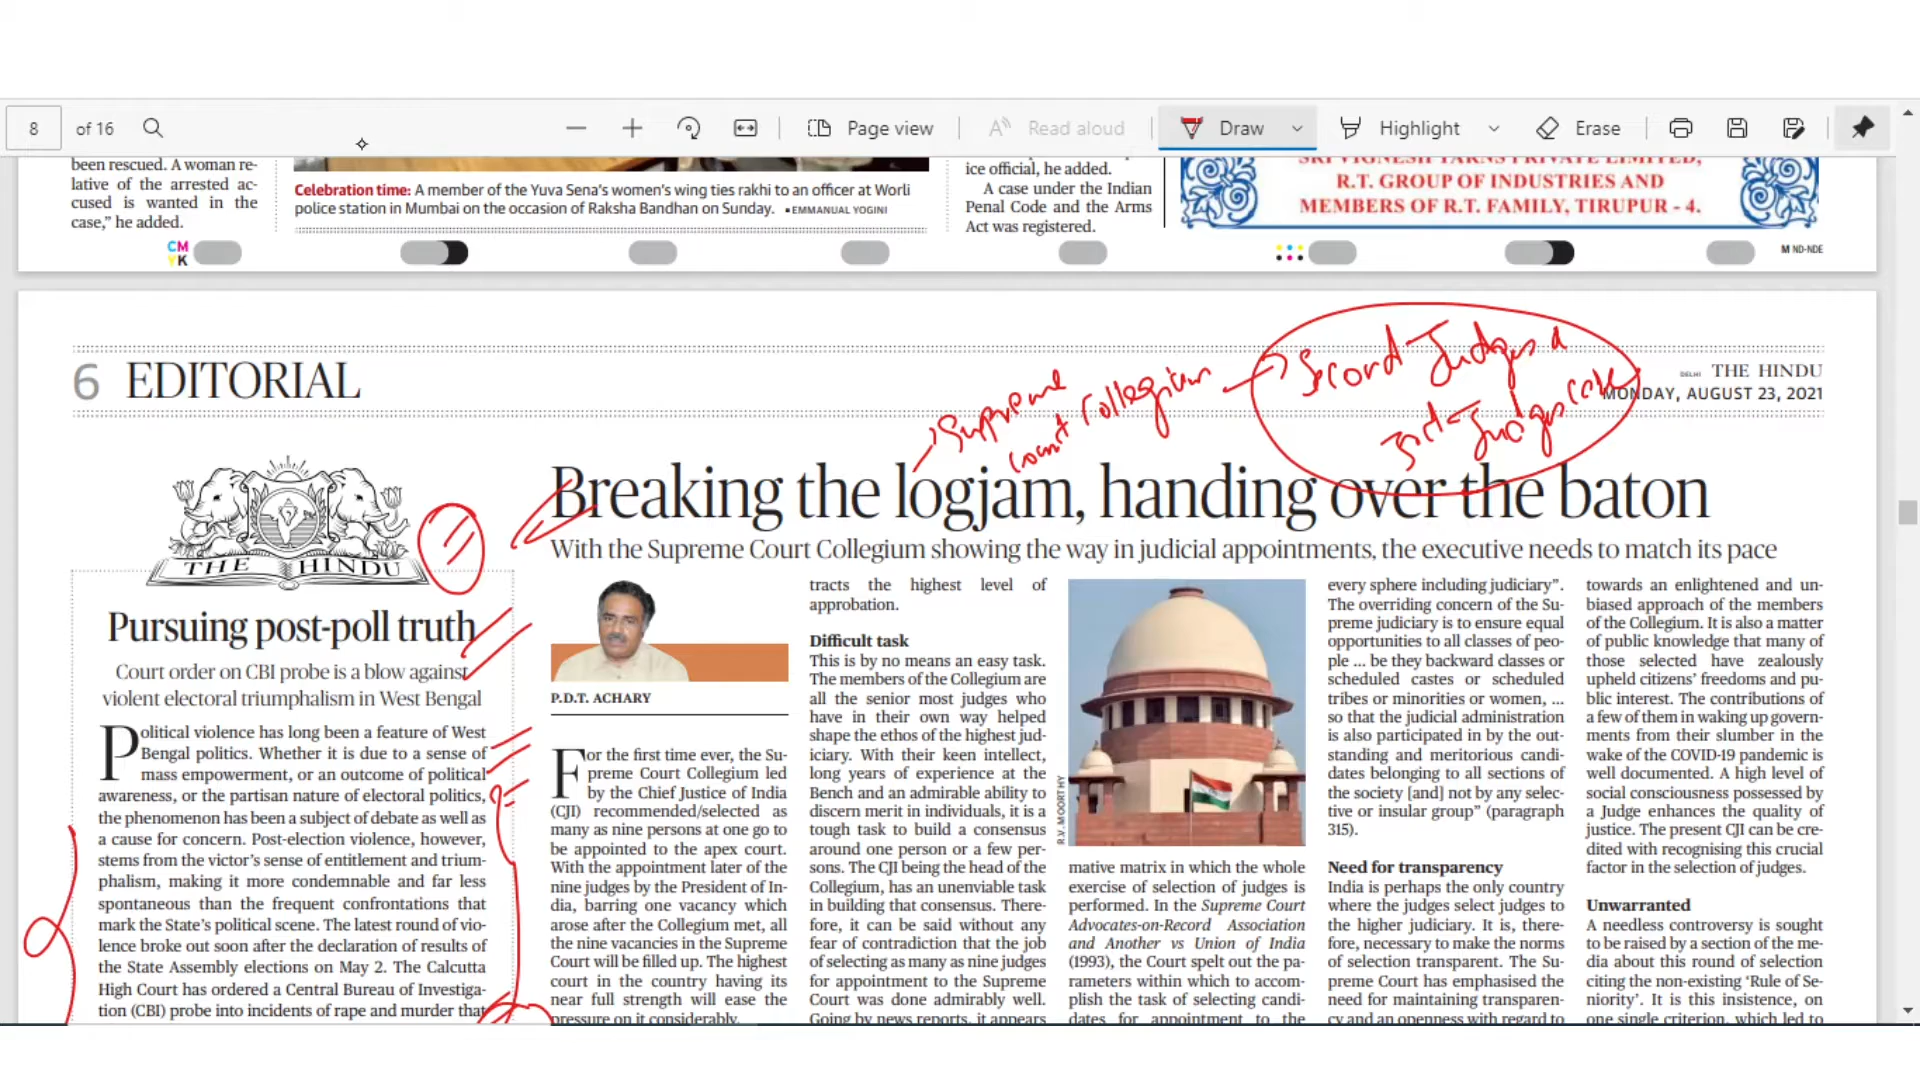 8
of 16
Page view
Read aloud
Draw
Highlight
Erase
been rescued. A woman re-
lative of the arrested ac-
cused is wanted in the
case,” he added.
Celebration time: A member of the Yuva Sena's women's wing ties rakhi to an officer at Worli
police station in Mumbai on the occasion of Raksha Bandhan on Sunday. ▪ EMMANUAL YOGINI
ice official, he added.
A case under the Indian
Penal Code and the Arms
Act was registered.
SRI VIGNESH YARNS PRIVATE LIMITED,
R.T. GROUP OF INDUSTRIES AND
MEMBERS OF R.T. FAMILY, TIRUPUR - 4.
CM
YK
M ND-NDE
6 EDITORIAL
DELHI THE HINDU
MONDAY, AUGUST 23, 2021
Supreme
Court Collegium
Second Judges
Judges Case
THE HINDU
Pursuing post-poll truth
Court order on CBI probe is a blow against
violent electoral triumphalism in West Bengal
Political violence has long been a feature of West
Bengal politics. Whether it is due to a sense of
mass empowerment, or an outcome of political
awareness, or the partisan nature of electoral politics,
the phenomenon has been a subject of debate as well as
a cause for concern. Post-election violence, however,
stems from the victor's sense of entitlement and trium-
phalism, making it more condemnable and far less
spontaneous than the frequent confrontations that
mark the State's political scene. The latest round of vio-
lence broke out soon after the declaration of results of
the State Assembly elections on May 2. The Calcutta
High Court has ordered a Central Bureau of Investiga-
tion (CBI) probe into incidents of rape and murder that
Breaking the logjam, handing over the baton
With the Supreme Court Collegium showing the way in judicial appointments, the executive needs to match its pace
P.D.T. ACHARY
For the first time ever, the Su-
preme Court Collegium led
by the Chief Justice of India
(CJI) recommended/selected as
many as nine persons at one go to
be appointed to the apex court.
With the appointment later of the
nine judges by the President of In-
dia, barring one vacancy which
arose after the Collegium met, all
the nine vacancies in the Supreme
Court will be filled up. The highest
court in the country having its
near full strength will ease the
pressure on it considerably.
tracts the highest level of
approbation.
Difficult task
This is by no means an easy task.
The members of the Collegium are
all the senior most judges who
have in their own way helped
shape the ethos of the highest jud-
iciary. With their keen intellect,
long years of experience at the
Bench and an admirable ability to
discern merit in individuals, it is a
tough task to build a consensus
around one person or a few per-
sons. The CJI being the head of the
Collegium, has an unenviable task
in building that consensus. There-
fore, it can be said without any
fear of contradiction that the job
of selecting as many as nine judges
for appointment to the Supreme
Court was done admirably well.
Going by news reports, it appears
R.V. MOORTHY
mative matrix in which the whole
exercise of selection of judges is
performed. In the Supreme Court
Advocates-on-Record Association
and Another vs Union of India
(1993), the Court spelt out the pa-
rameters within which to accom-
plish the task of selecting candi-
dates for appointment to the
every sphere including judiciary”.
The overriding concern of the Su-
preme judiciary is to ensure equal
opportunities to all classes of peo-
ple ... be they backward classes or
scheduled castes or scheduled
tribes or minorities or women, ...
so that the judicial administration
is also participated in by the out-
standing and meritorious candi-
dates belonging to all sections of
the society [and] not by any selec-
tive or insular group” (paragraph
315).
Need for transparency
India is perhaps the only country
where the judges select judges to
the higher judiciary. It is, there-
fore, necessary to make the norms
of selection transparent. The Su-
preme Court has emphasised the
need for maintaining transparen-
cy and an openness with regard to
towards an enlightened and un-
biased approach of the members
of the Collegium. It is also a matter
of public knowledge that many of
those selected have zealously
upheld citizens' freedoms and pu-
blic interest. The contributions of
a few of them in waking up govern-
ments from their slumber in the
wake of the COVID-19 pandemic is
well documented. A high level of
social consciousness possessed by
a Judge enhances the quality of
justice. The present CJI can be cre-
dited with recognising this crucial
factor in the selection of judges.
Unwarranted
A needless controversy is sought
to be raised by a section of the me-
dia about this round of selection
citing the non-existing ‘Rule of Se-
niority’. It is this insistence, on
one single criterion, which led to